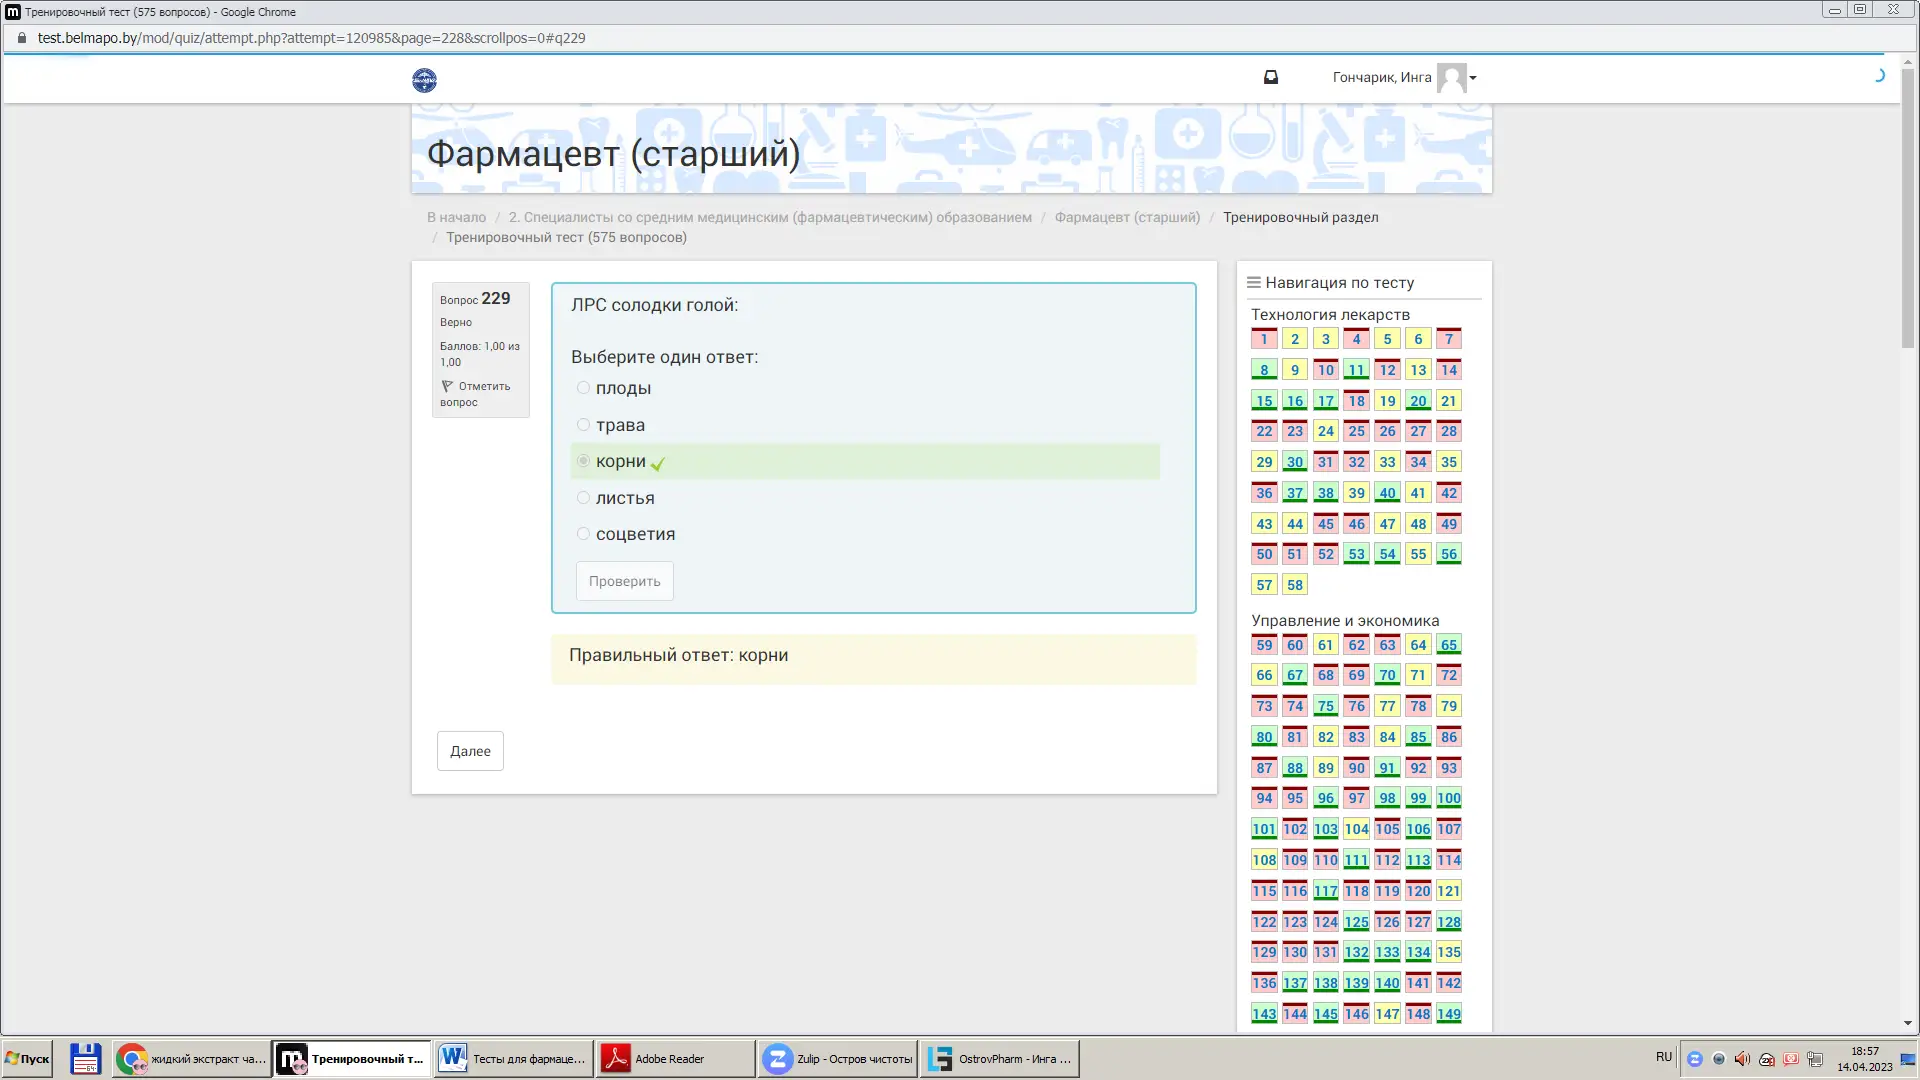 Тренировочный тест (575 вопросов) - Google Chrome
test.belmapo.by/mod/quiz/attempt.php?attempt=120985&page=228&scrollpos=0#q229
Гончарик, Инга
Фармацевт (старший)
В начало / 2. Специалисты со средним медицинским (фармацевтическим) образованием / Фармацевт (старший) / Тренировочный раздел
/ Тренировочный тест (575 вопросов)
Вопрос 229
Верно
Баллов: 1,00 из
1,00
Отметить
вопрос
ЛРС солодки голой:
Выберите один ответ:
плоды
трава
корни
листья
соцветия
Проверить
Правильный ответ: корни
Далее
Навигация по тесту
Технология лекарств
1 2 3 4 5 6 7
8 9 10 11 12 13 14
15 16 17 18 19 20 21
22 23 24 25 26 27 28
29 30 31 32 33 34 35
36 37 38 39 40 41 42
43 44 45 46 47 48 49
50 51 52 53 54 55 56
57 58
Управление и экономика
59 60 61 62 63 64 65
66 67 68 69 70 71 72
73 74 75 76 77 78 79
80 81 82 83 84 85 86
87 88 89 90 91 92 93
94 95 96 97 98 99 100
101 102 103 104 105 106 107
108 109 110 111 112 113 114
115 116 117 118 119 120 121
122 123 124 125 126 127 128
129 130 131 132 133 134 135
136 137 138 139 140 141 142
143 144 145 146 147 148 149
Пуск
жидкий экстракт ча...
Тренировочный т...
Тесты для фармаце...
Adobe Reader
Zulip - Остров чистоты
OstrovPharm - Инга ...
RU
18:57
14.04.2023